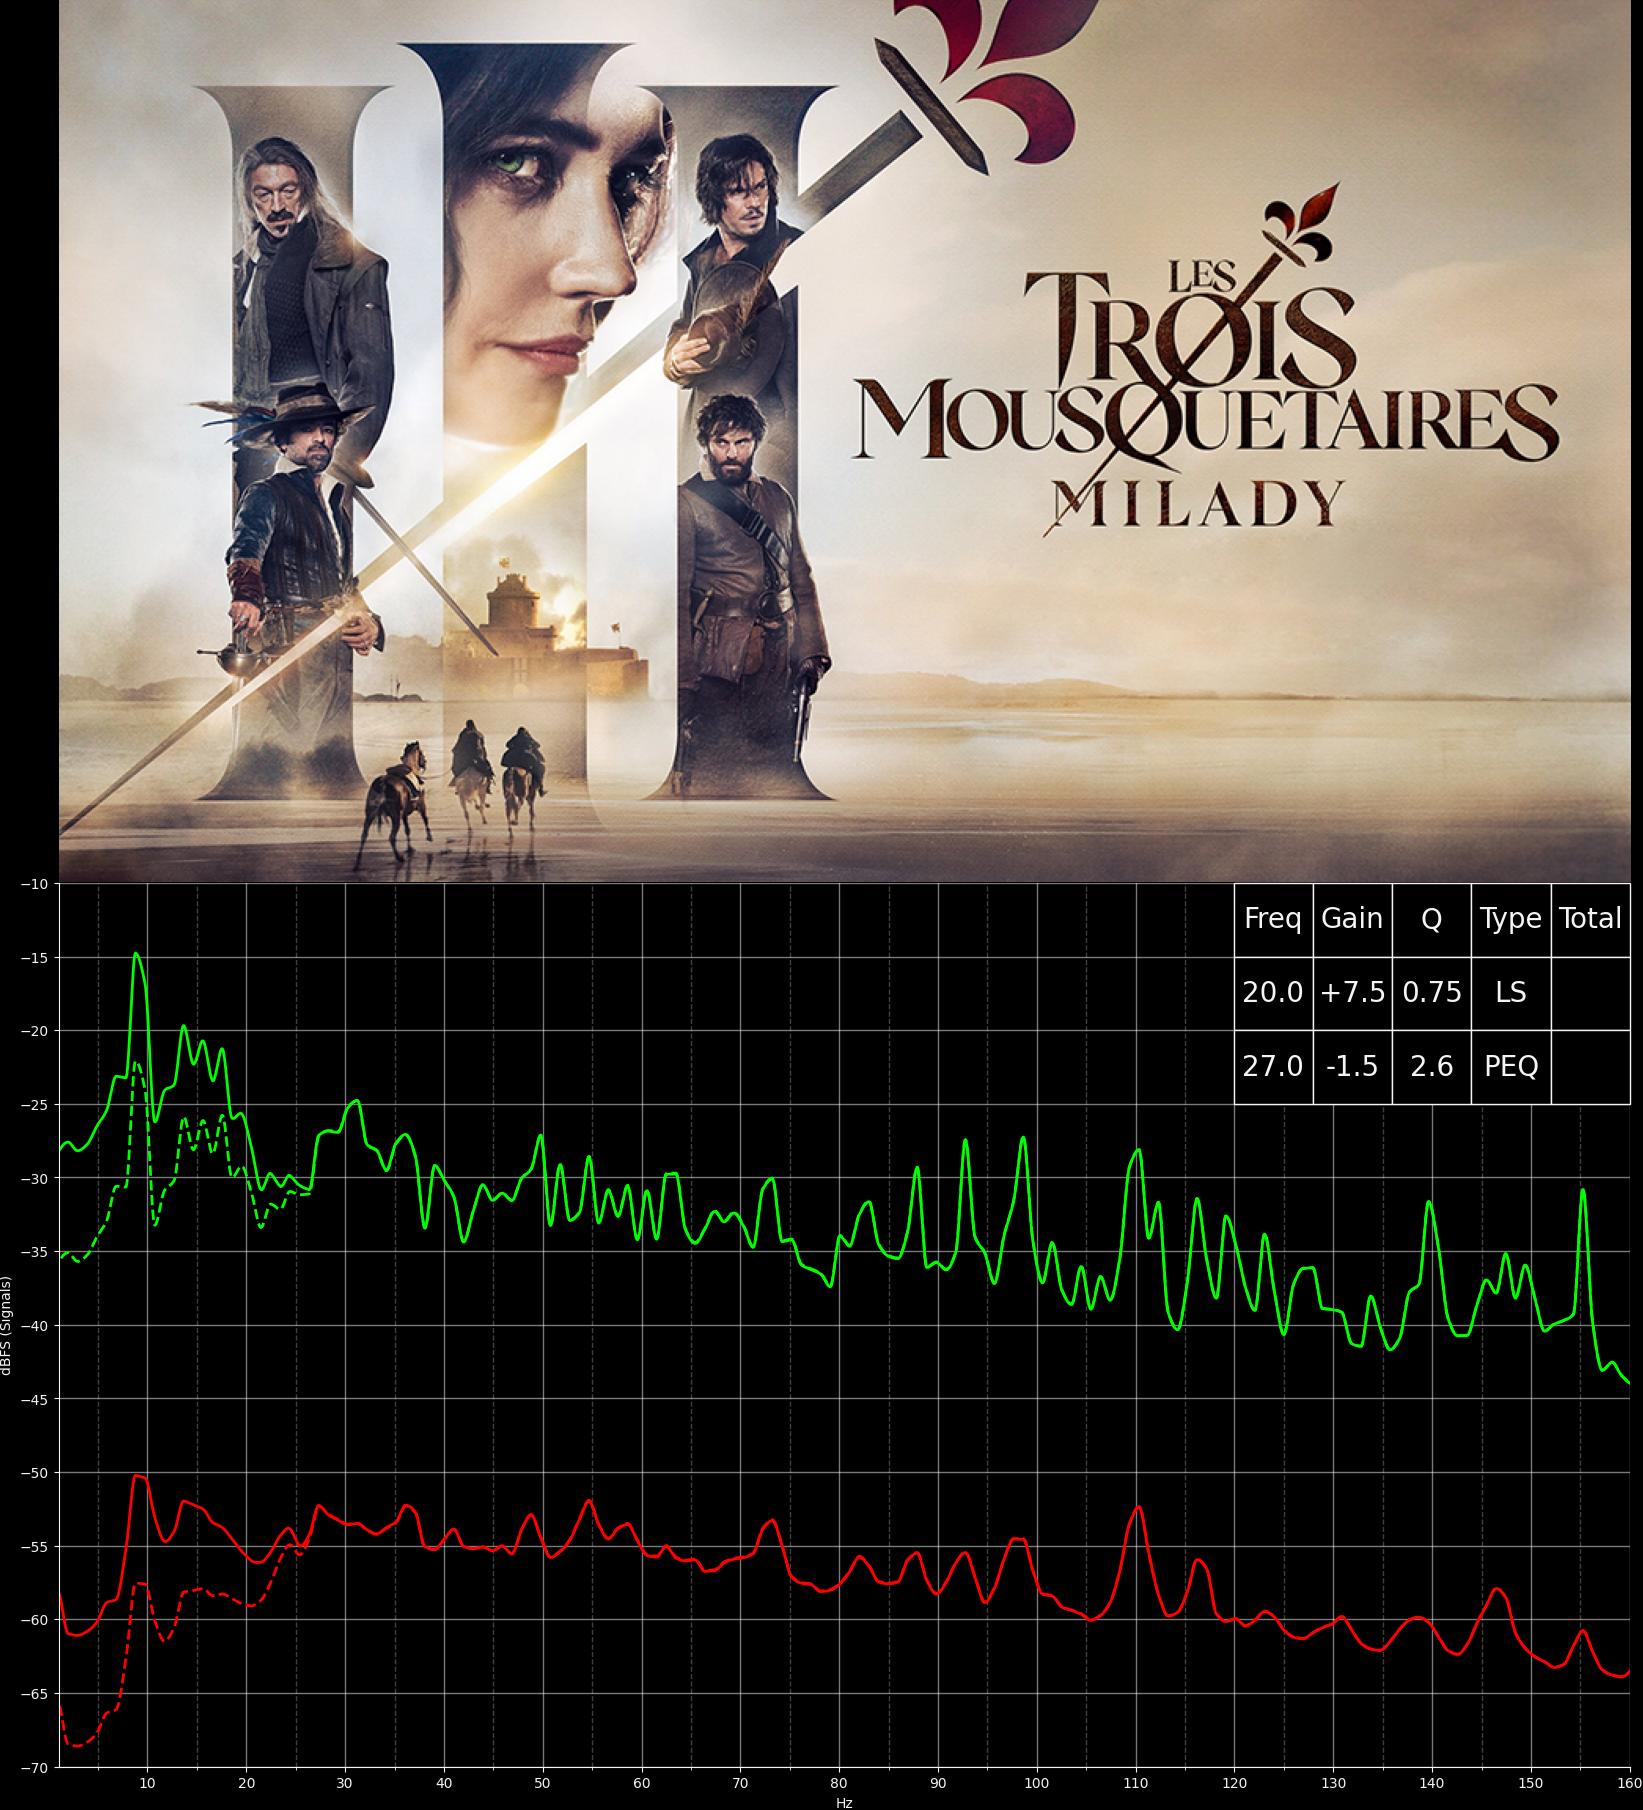 LES
TROIS
MOUSQUETAIRES
MILADY
Freq Gain Q Type Total
20.0 +7.5 0.75 LS
27.0 -1.5 2.6 PEQ
−10
−15
−20
−25
−30
−35
−40
−45
−50
−55
−60
−65
−70
dBFS (Signals)
10 20 30 40 50 60 70 80 90 100 110 120 130 140 150 160
Hz